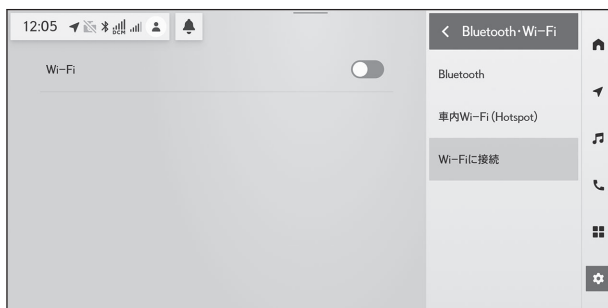 12:05
DCM
Bluetooth・Wi-Fi
Wi-Fi
Bluetooth
車内Wi-Fi (Hotspot)
Wi-Fiに接続